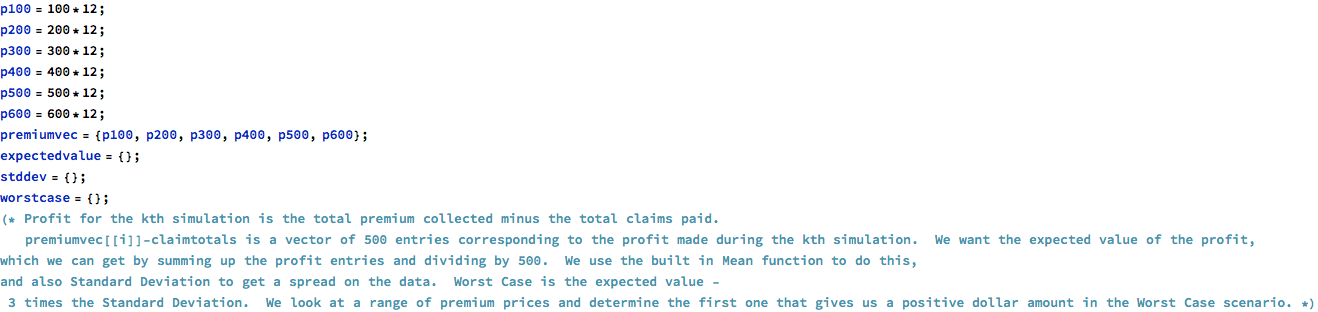 p100 = 100*12;
p200 = 200*12;
p300 = 300*12;
p400 = 400*12;
p500 = 500*12;
p600 = 600*12;
premiumvec = {p100, p200, p300, p400, p500, p600};
expectedvalue = {};
stddev = {};
worstcase = {};
(* Profit for the kth simulation is the total premium collected minus the total claims paid.
premiumvec[[i]]-claimtotals is a vector of 500 entries corresponding to the profit made during the kth simulation.  We want the expected value of the profit,
which we can get by summing up the profit entries and dividing by 500.  We use the built in Mean function to do this,
and also Standard Deviation to get a spread on the data.  Worst Case is the expected value –
3 times the Standard Deviation.  We look at a range of premium prices and determine the first one that gives us a positive dollar amount in the Worst Case scenario. *)